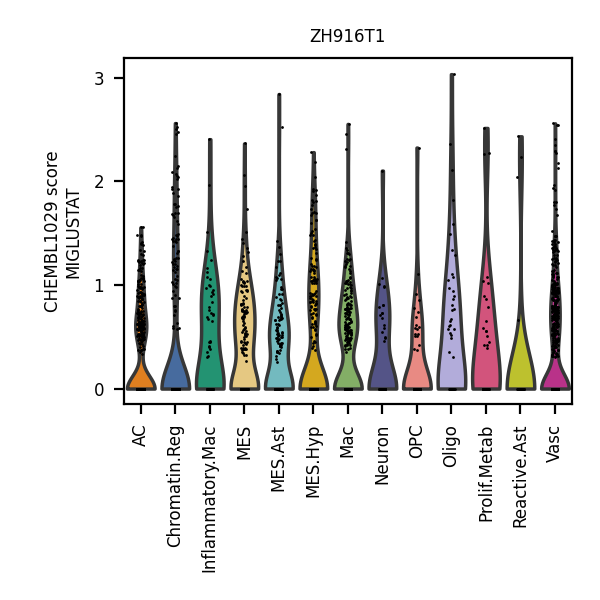 ZH916T1
CHEMBL1029 score
MIGLUSTAT
3
2
1
0
AC
Chromatin.Reg
Inflammatory.Mac
MES
MES.Ast
MES.Hyp
Mac
Neuron
OPC
Oligo
Prolif.Metab
Reactive.Ast
Vasc